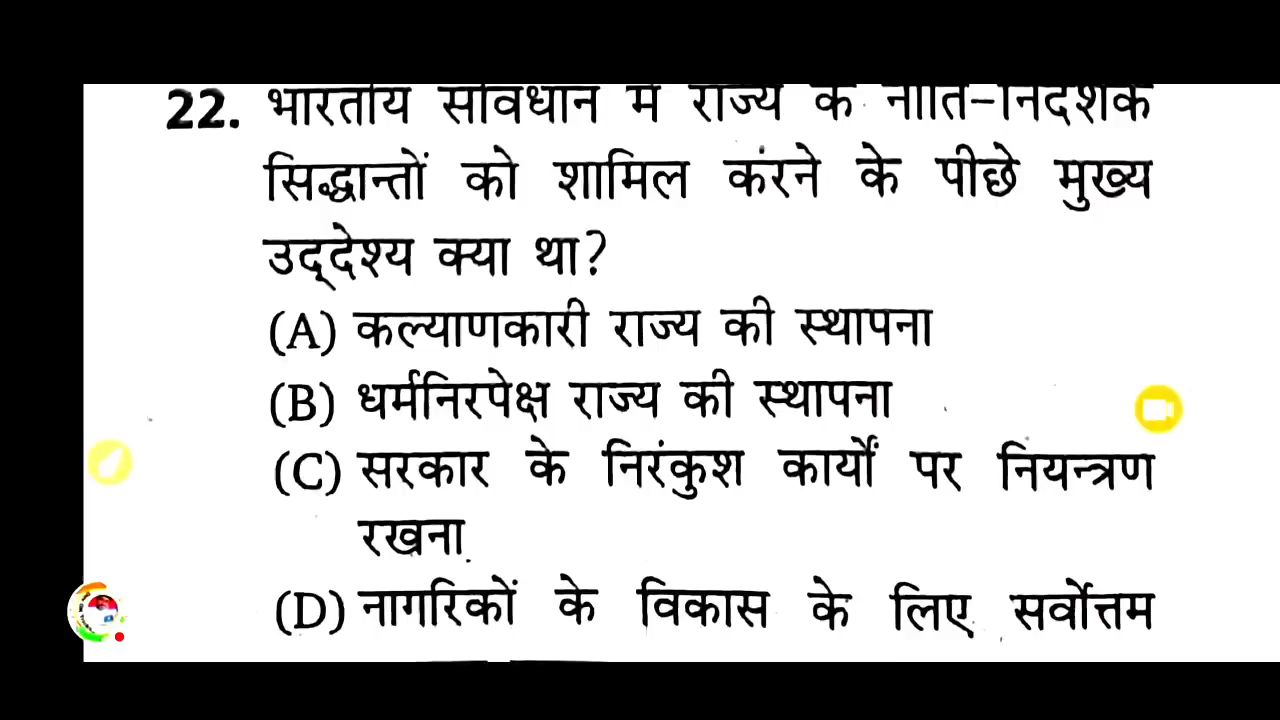 22. भारतीय संविधान में राज्य के नीति-निदेशक
सिद्धान्तों को शामिल करने के पीछे मुख्य
उद्देश्य क्या था?
(A) कल्याणकारी राज्य की स्थापना
(B) धर्मनिरपेक्ष राज्य की स्थापना
(C) सरकार के निरंकुश कार्यों पर नियन्त्रण
रखना
(D) नागरिकों के विकास के लिए सर्वोत्तम